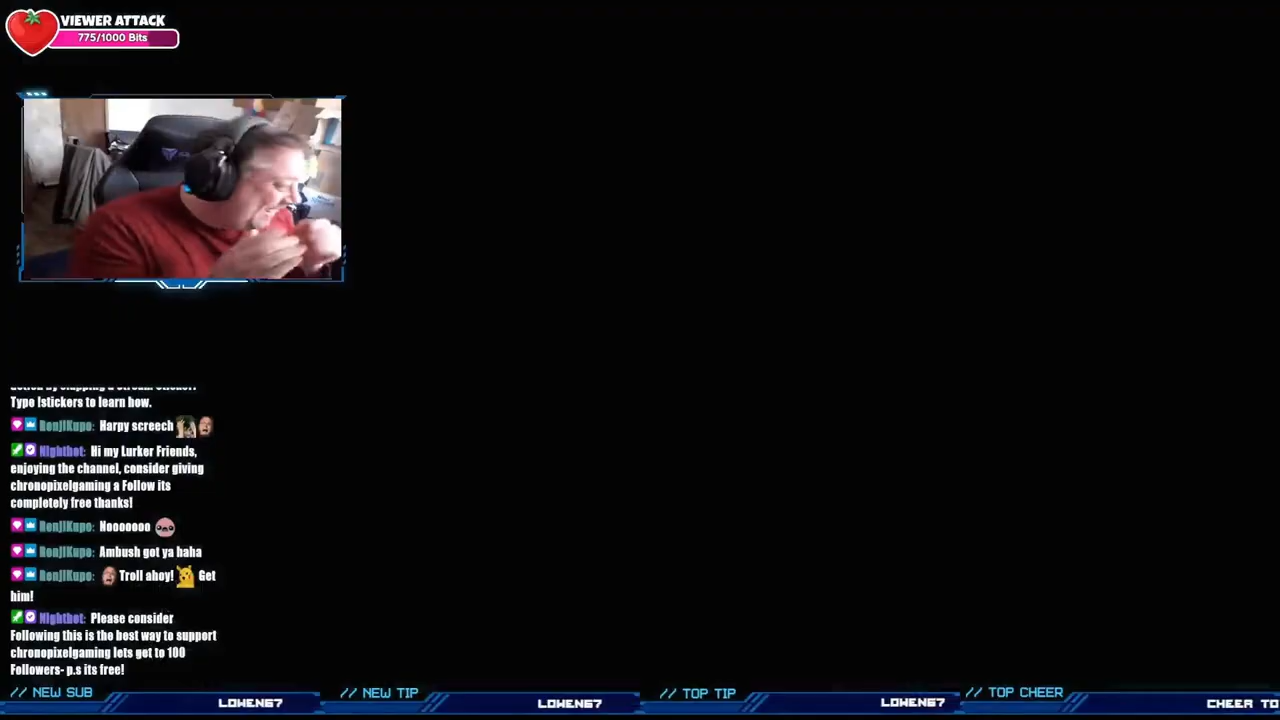 VIEWER ATTACK
775/1000 Bits
Type !stickers to learn how.
RonjiKupo: Harpy screech
Nightbot: Hi my Lurker Friends,
enjoying the channel, consider giving
chronopixelgaming a Follow its
completely free thanks!
RonjiKupo: Nooooooo
RonjiKupo: Ambush got ya haha
RonjiKupo: Troll ahoy! Get
him!
Nightbot: Please consider
Following this is the best way to support
chronopixelgaming lets get to 100
Followers- p.s its free!
// NEW SUB
LOWEN67
// NEW TIP
LOWEN67
// TOP TIP
LOWEN67
// TOP CHEER
CHEER TO